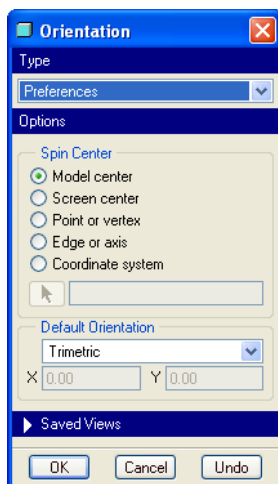 Orientation
Type
Preferences
Options
Spin Center
Model center
Screen center
Point or vertex
Edge or axis
Coordinate system
Default Orientation
Trimetric
X 0.00 Y 0.00
Saved Views
OK Cancel Undo